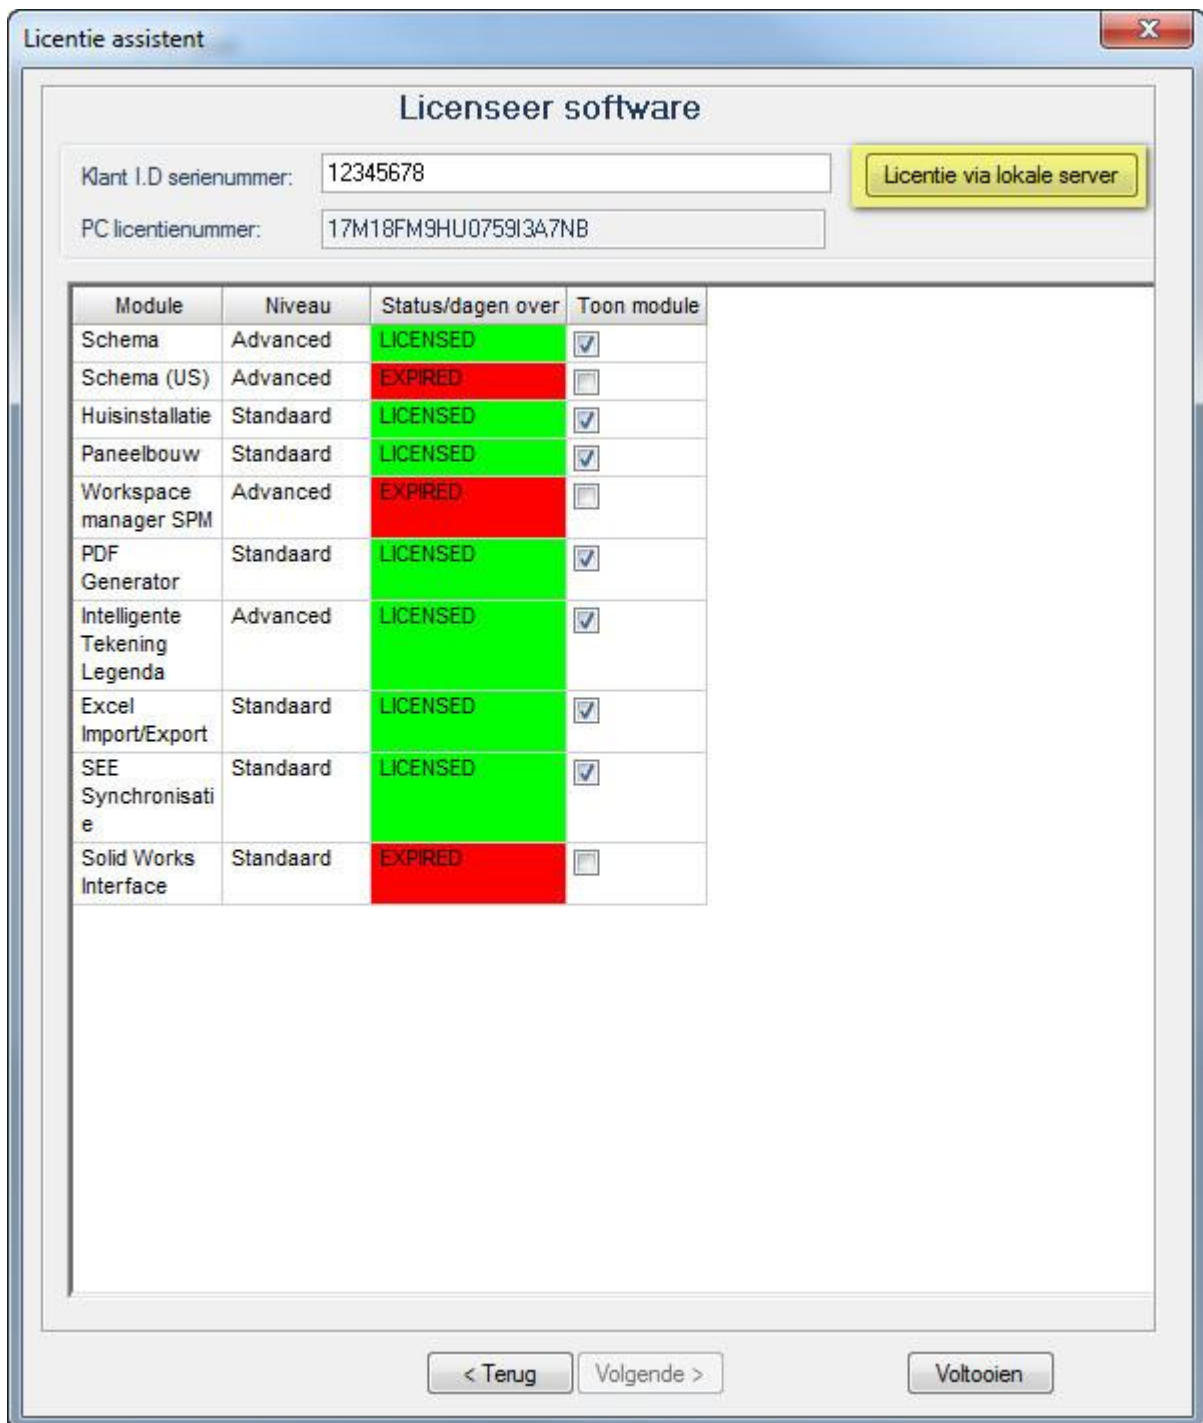 Licentie assistent
Licenseer software
Klant I.D serienummer: 12345678 Licentie via lokale server
PC licentienummer: 17M18FM9HU0759I3A7NB
Module Niveau Status/dagen over Toon module
Schema Advanced LICENSED
Schema (US) Advanced EXPIRED
Huisinstallatie Standaard LICENSED
Paneelbouw Standaard LICENSED
Workspace Advanced EXPIRED
manager SPM
PDF Standaard LICENSED
Generator
Intelligente Advanced LICENSED
Tekening
Legenda
Excel Standaard LICENSED
Import/Export
SEE Standaard LICENSED
Synchronisati
e
Solid Works Standaard EXPIRED
Interface
< Terug Volgende > Voltooien